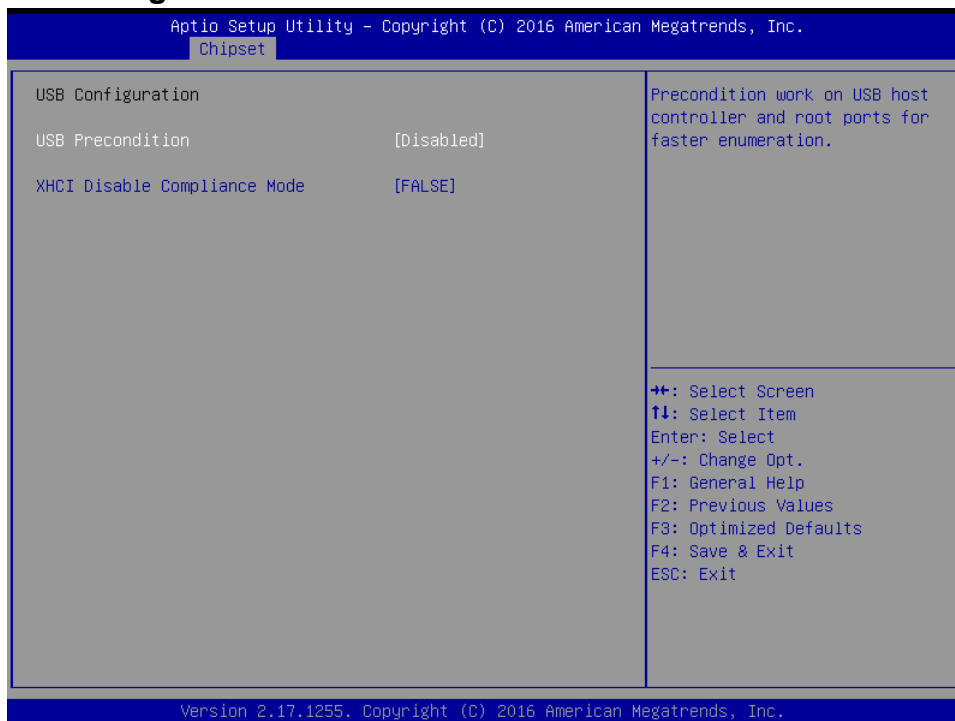 Aptio Setup Utility – Copyright (C) 2016 American Megatrends, Inc.
Chipset
USB Configuration
USB Precondition [Disabled]
XHCI Disable Compliance Mode [FALSE]
Precondition work on USB host
controller and root ports for
faster enumeration.
→←: Select Screen
↑↓: Select Item
Enter: Select
+/-: Change Opt.
F1: General Help
F2: Previous Values
F3: Optimized Defaults
F4: Save & Exit
ESC: Exit
Version 2.17.1255. Copyright (C) 2016 American Megatrends, Inc.